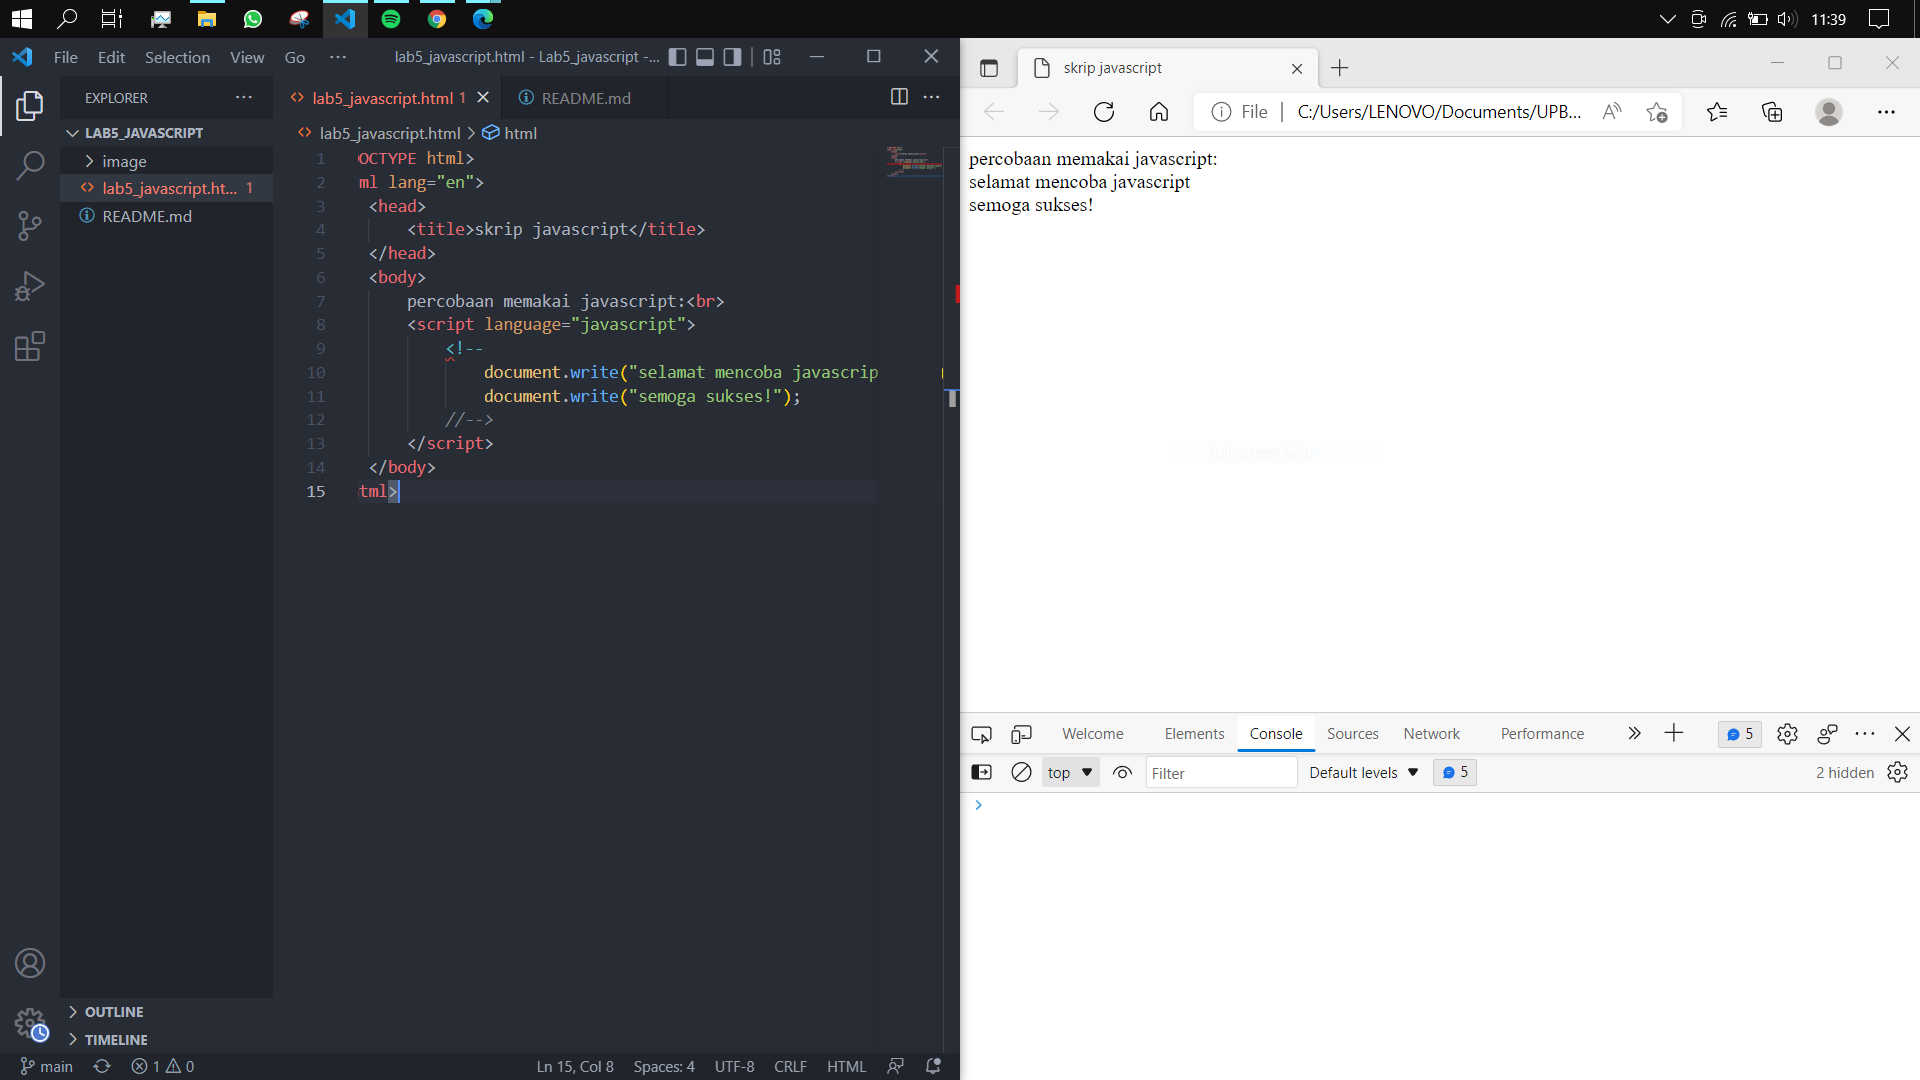 11:39
File Edit Selection View Go ··· lab5_javascript.html - Lab5_javascript -...
EXPLORER
LAB5_JAVASCRIPT
image
lab5_javascript.ht... 1
README.md
OUTLINE
TIMELINE
lab5_javascript.html 1
README.md
lab5_javascript.html > html
1 OCTYPE html>
2 ml lang="en">
3 <head>
4 <title>skrip javascript</title>
5 </head>
6 <body>
7 percobaan memakai javascript:<br>
8 <script language="javascript">
9 <!--
10 document.write("selamat mencoba javascrip
11 document.write("semoga sukses!");
12 //-->
13 </script>
14 </body>
15 tml>
main 1 0 Ln 15, Col 8 Spaces: 4 UTF-8 CRLF HTML
skrip javascript
File C:/Users/LENOVO/Documents/UPB...
percobaan memakai javascript:
selamat mencoba javascript
semoga sukses!
Welcome Elements Console Sources Network Performance 5
top Filter Default levels 5 2 hidden